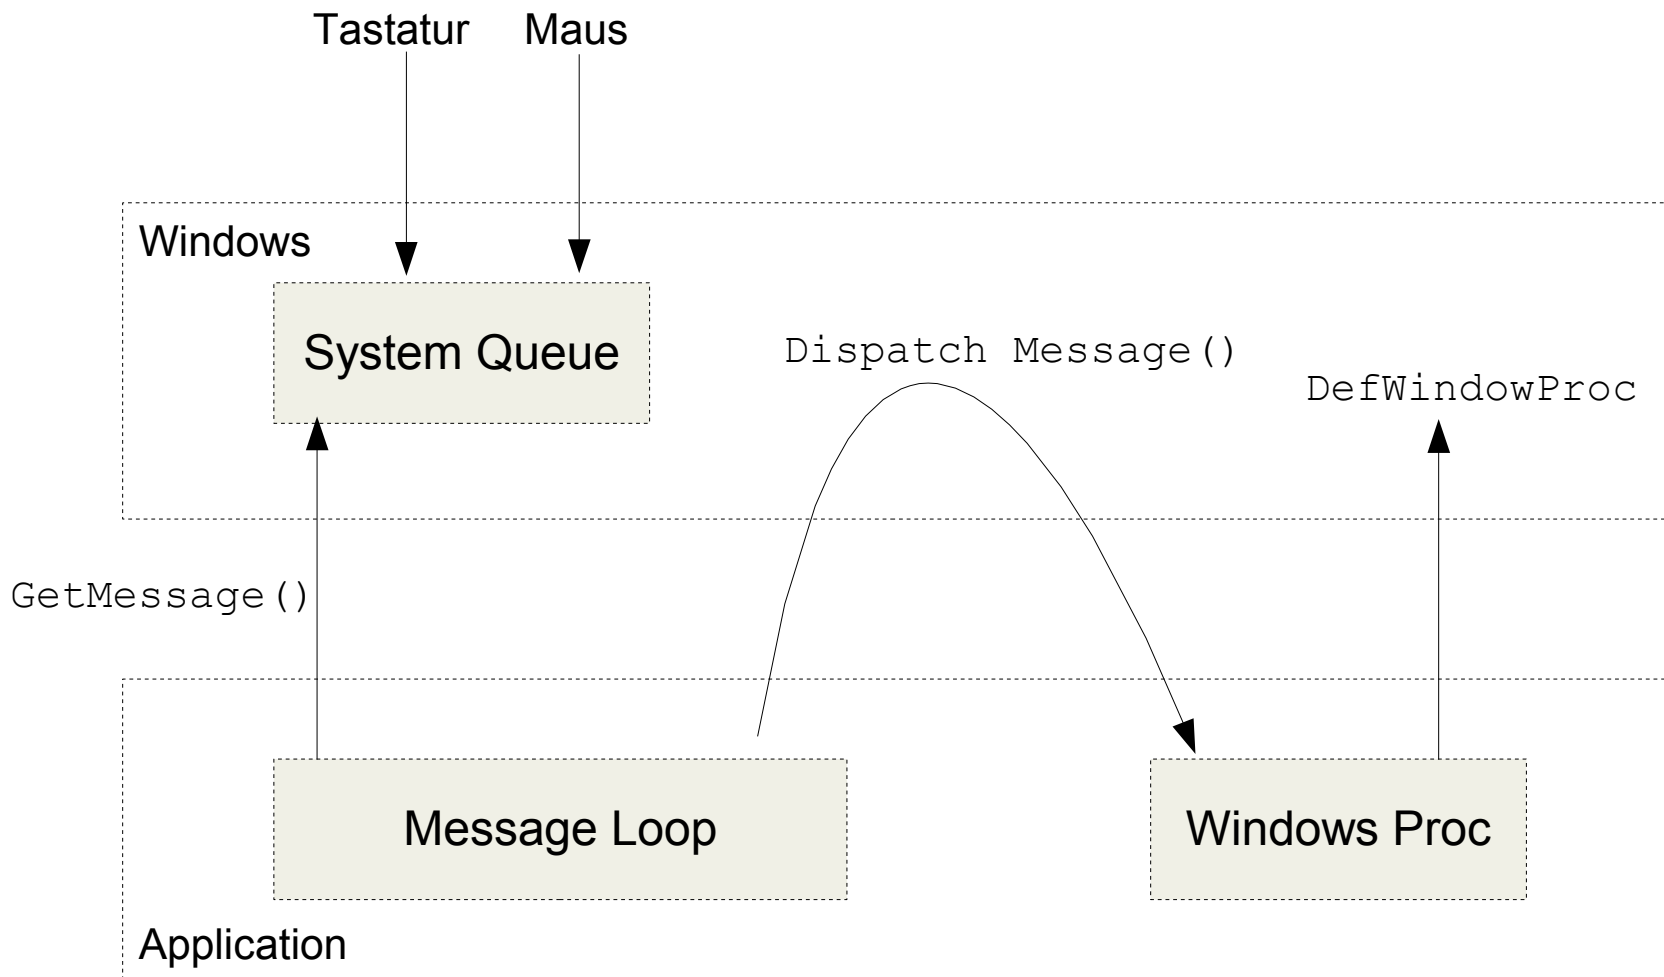 Tastatur
Maus
Windows
System Queue
Dispatch Message()
DefWindowProc
GetMessage()
Message Loop
Windows Proc
Application